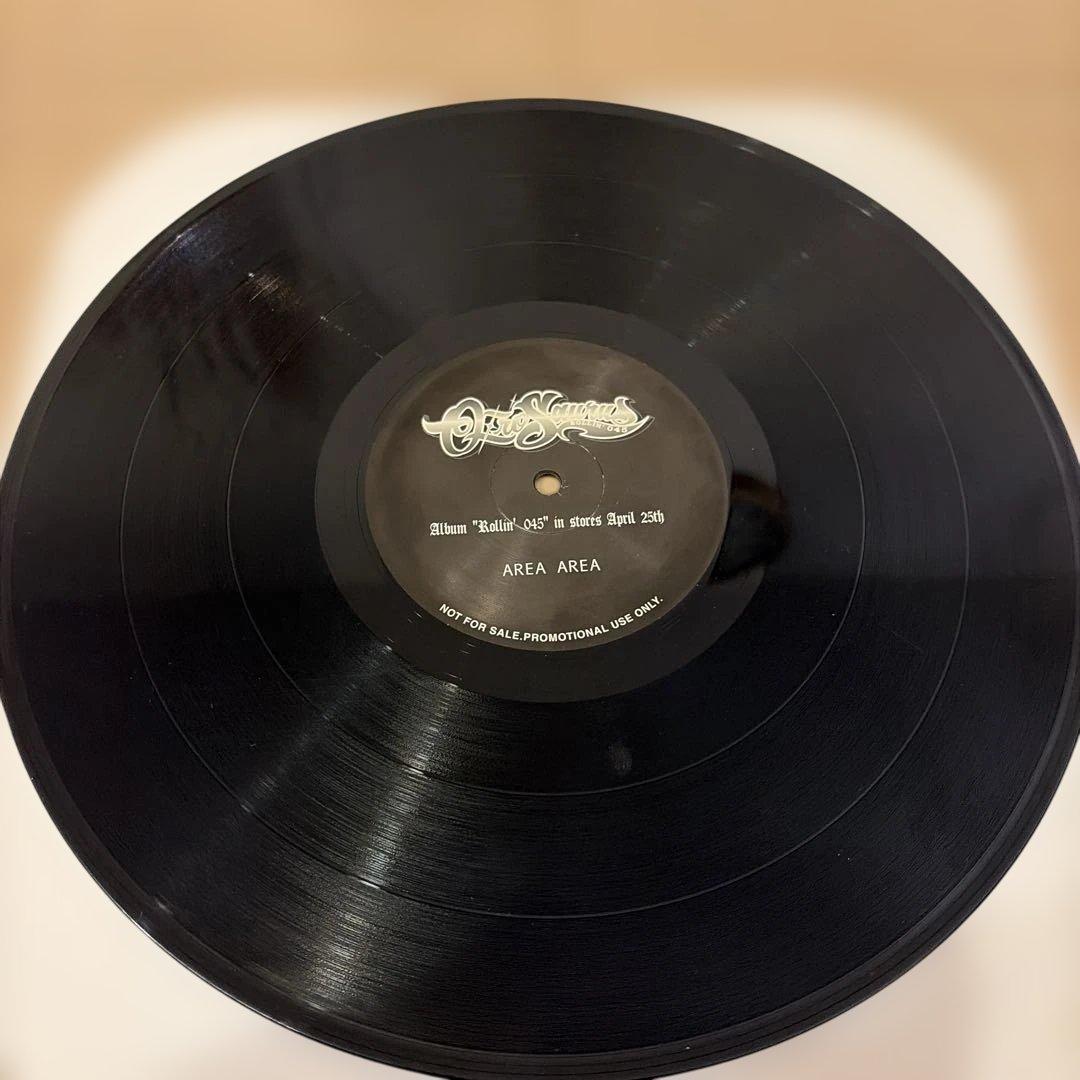 OzroSaurus
ROLLIN' 045
Album "Rollin' 045" in stores April 25th
AREA AREA
NOT FOR SALE.PROMOTIONAL USE ONLY.